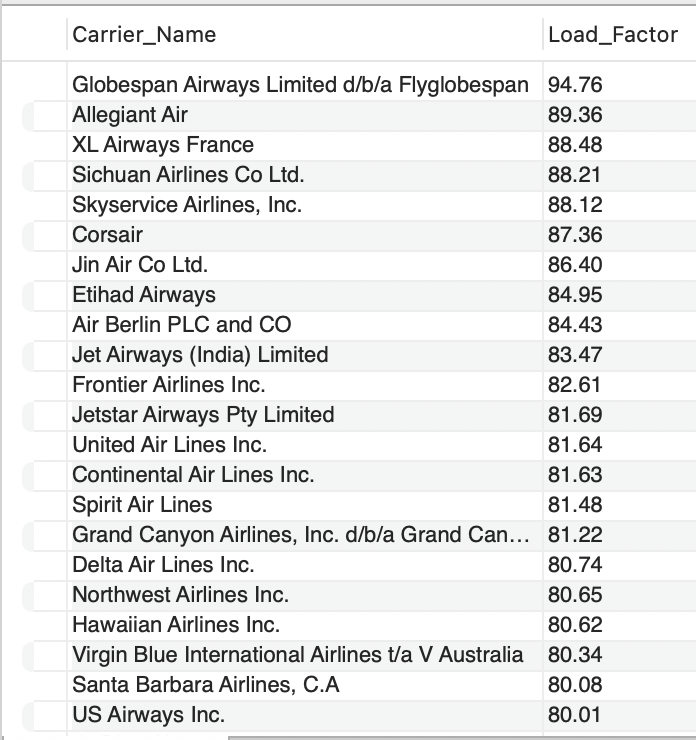 Carrier_Name Load_Factor
Globespan Airways Limited d/b/a Flyglobespan 94.76
Allegiant Air 89.36
XL Airways France 88.48
Sichuan Airlines Co Ltd. 88.21
Skyservice Airlines, Inc. 88.12
Corsair 87.36
Jin Air Co Ltd. 86.40
Etihad Airways 84.95
Air Berlin PLC and CO 84.43
Jet Airways (India) Limited 83.47
Frontier Airlines Inc. 82.61
Jetstar Airways Pty Limited 81.69
United Air Lines Inc. 81.64
Continental Air Lines Inc. 81.63
Spirit Air Lines 81.48
Grand Canyon Airlines, Inc. d/b/a Grand Can... 81.22
Delta Air Lines Inc. 80.74
Northwest Airlines Inc. 80.65
Hawaiian Airlines Inc. 80.62
Virgin Blue International Airlines t/a V Australia 80.34
Santa Barbara Airlines, C.A 80.08
US Airways Inc. 80.01